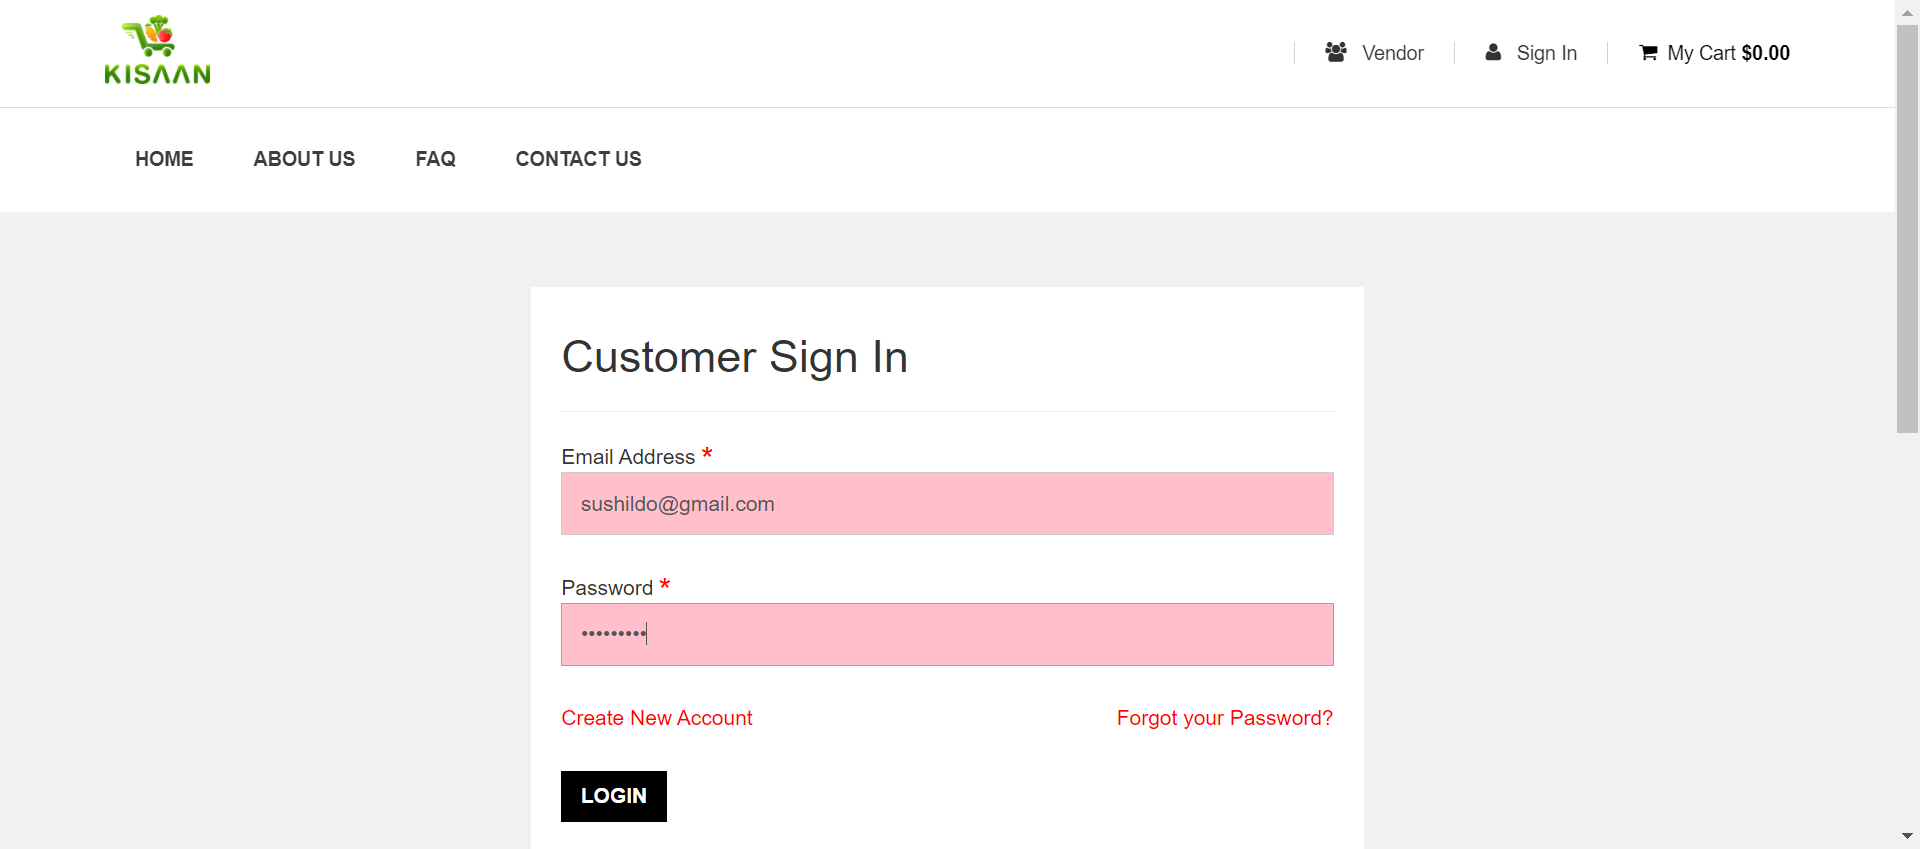 KISAAN
Vendor
Sign In
My Cart $0.00
HOME
ABOUT US
FAQ
CONTACT US
Customer Sign In
Email Address *
sushildo@gmail.com
Password *
•••••••••
Create New Account
Forgot your Password?
LOGIN